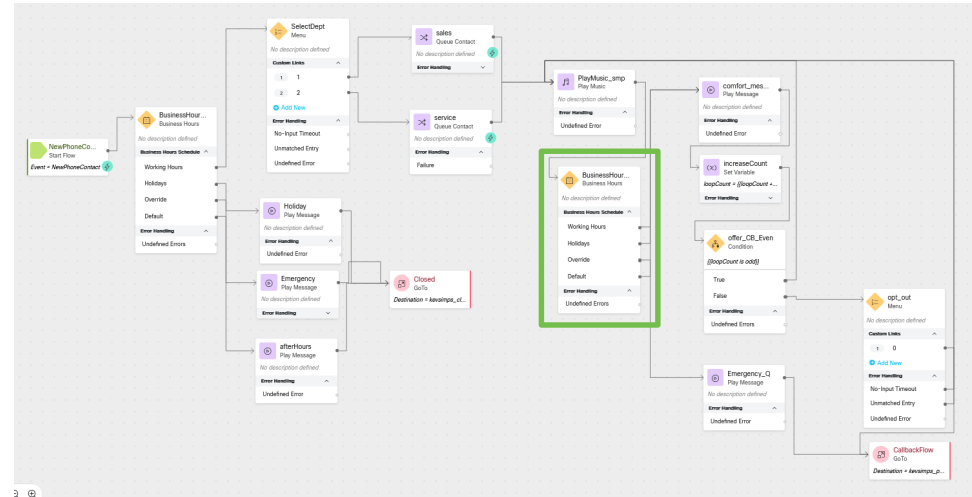 NewPhoneCo...
Start Flow
Event = NewPhoneContact
BusinessHour...
Business Hours
No description defined
Business Hours Schedule
Working Hours
Holidays
Override
Default
Error Handling
Undefined Errors
SelectDept
Menu
No description defined
Custom Links
1 1
2 2
Add New
Error Handling
No-Input Timeout
Unmatched Entry
Undefined Error
Holiday
Play Message
No description defined
Error Handling
Undefined Error
Emergency
Play Message
No description defined
Error Handling
afterHours
Play Message
No description defined
Error Handling
Undefined Error
sales
Queue Contact
No description defined
Error Handling
service
Queue Contact
No description defined
Error Handling
Failure
Closed
GoTo
Destination = kevsimps_cl...
PlayMusic_smp
Play Music
No description defined
Error Handling
Undefined Error
BusinessHour...
Business Hours
No description defined
Business Hours Schedule
Working Hours
Holidays
Override
Default
Error Handling
Undefined Errors
comfort_mes...
Play Message
No description defined
Error Handling
Undefined Error
increaseCount
Set Variable
loopCount = {{loopCount +...
Error Handling
offer_CB_Even
Condition
{{loopCount is odd}}
True
False
Error Handling
Undefined Errors
Emergency_Q
Play Message
No description defined
Error Handling
Undefined Error
opt_out
Menu
No description defined
Custom Links
1 0
Add New
Error Handling
No-Input Timeout
Unmatched Entry
Undefined Error
CallbackFlow
GoTo
Destination = kevsimps_p...